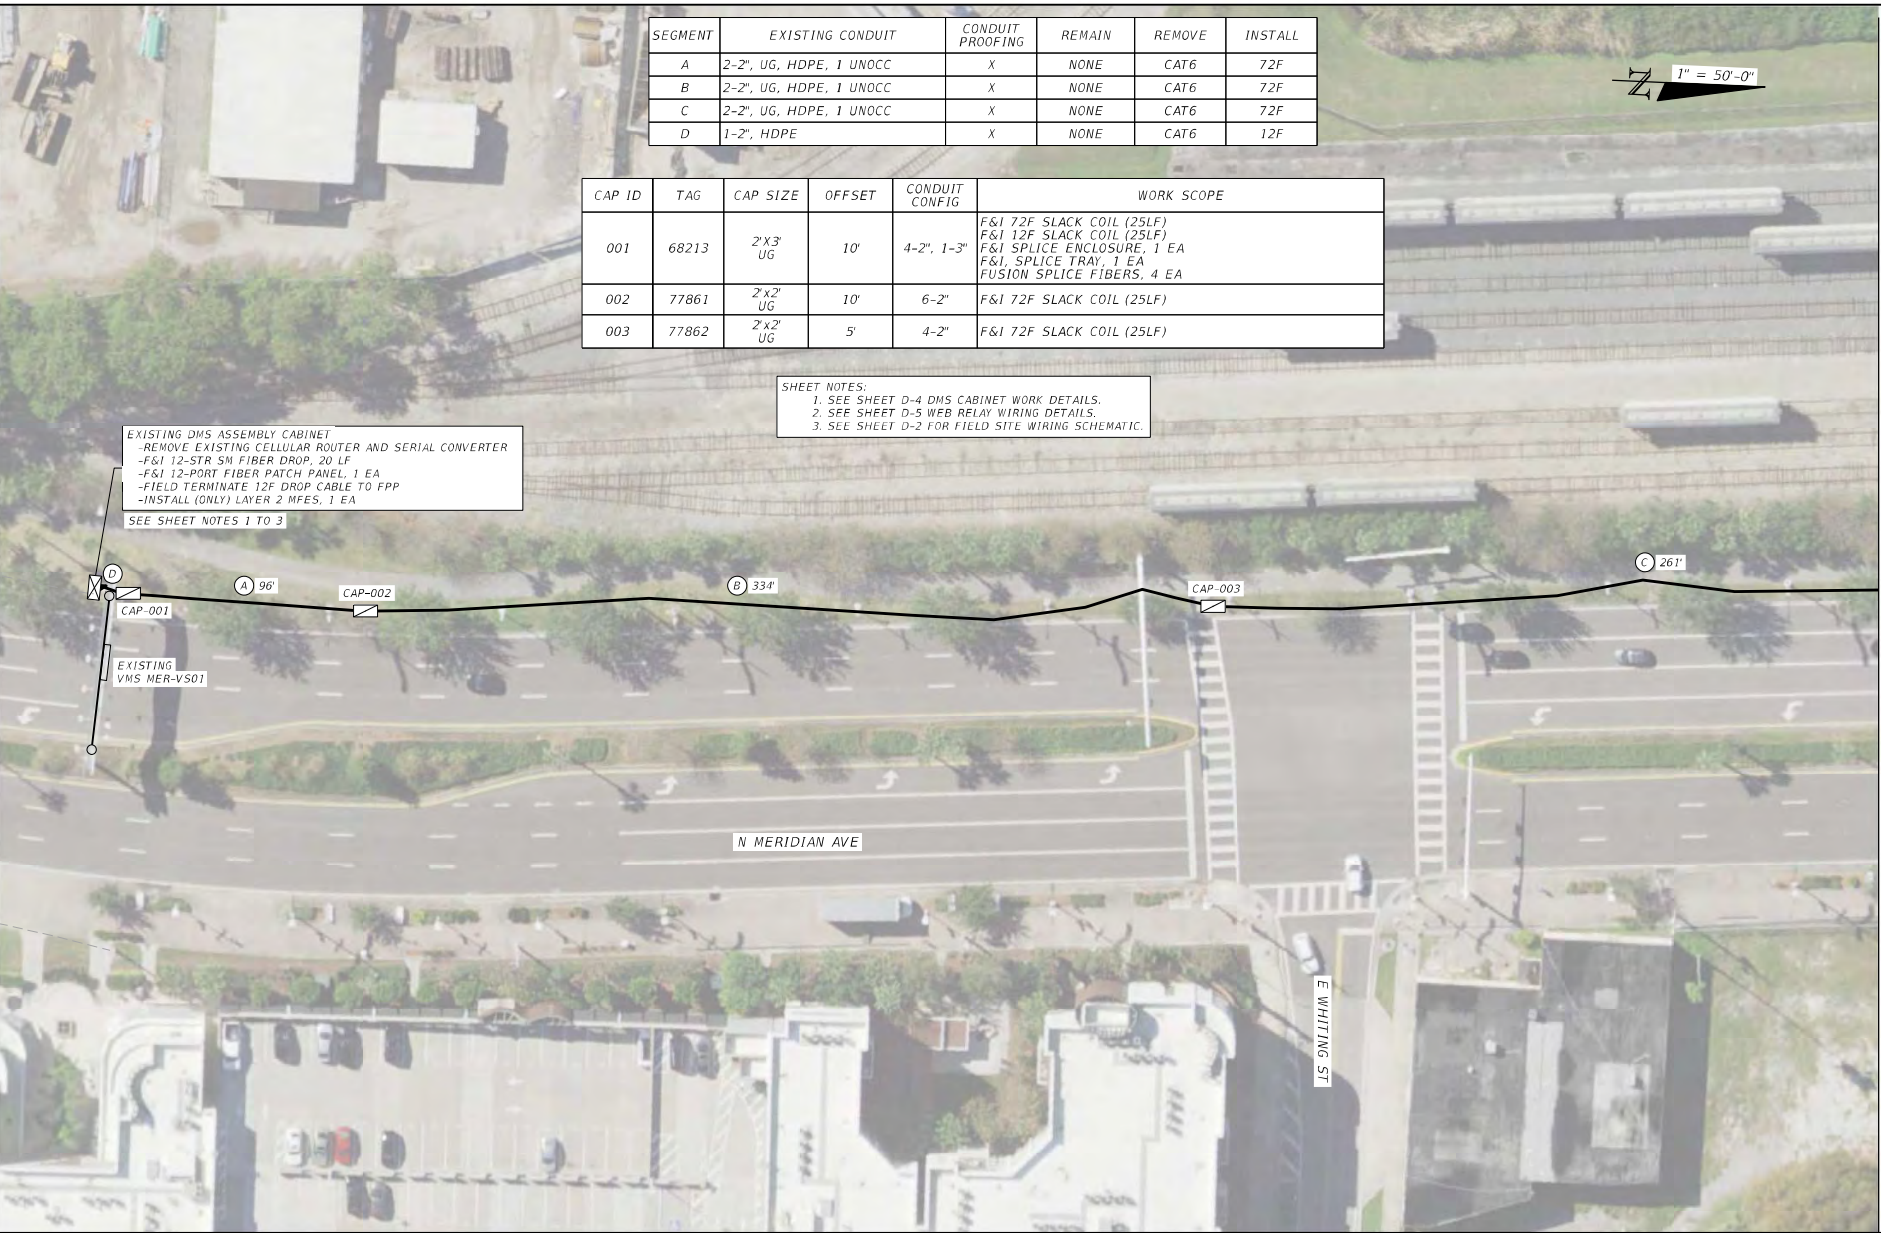 SEGMENT EXISTING CONDUIT CONDUIT PROOFING REMAIN REMOVE INSTALL
A 2-2", UG, HDPE, 1 UNOCC X NONE CAT6 72F
B 2-2", UG, HDPE, 1 UNOCC X NONE CAT6 72F
C 2-2", UG, HDPE, 1 UNOCC X NONE CAT6 72F
D 1-2", HDPE X NONE CAT6 12F
N
1" = 50'-0"
CAP ID TAG CAP SIZE OFFSET CONDUIT CONFIG WORK SCOPE
001 68213 2'X3' UG 10' 4-2", 1-3"
F&I 72F SLACK COIL (25LF)
F&I 12F SLACK COIL (25LF)
F&I SPLICE ENCLOSURE, 1 EA
F&I, SPLICE TRAY, 1 EA
FUSION SPLICE FIBERS, 4 EA
002 77861 2'x2' UG 10' 6-2" F&I 72F SLACK COIL (25LF)
003 77862 2'x2' UG 5' 4-2" F&I 72F SLACK COIL (25LF)
SHEET NOTES:
1. SEE SHEET D-4 DMS CABINET WORK DETAILS.
2. SEE SHEET D-5 WEB RELAY WIRING DETAILS.
3. SEE SHEET D-2 FOR FIELD SITE WIRING SCHEMATIC.
EXISTING DMS ASSEMBLY CABINET
-REMOVE EXISTING CELLULAR ROUTER AND SERIAL CONVERTER
-F&I 12-STR SM FIBER DROP, 20 LF
-F&I 12-PORT FIBER PATCH PANEL, 1 EA
-FIELD TERMINATE 12F DROP CABLE TO FPP
-INSTALL (ONLY) LAYER 2 MFES, 1 EA
SEE SHEET NOTES 1 TO 3
D
A 96'
B 334'
C 261'
CAP-001
CAP-002
CAP-003
EXISTING
VMS MER-VS01
N MERIDIAN AVE
E WHITING ST